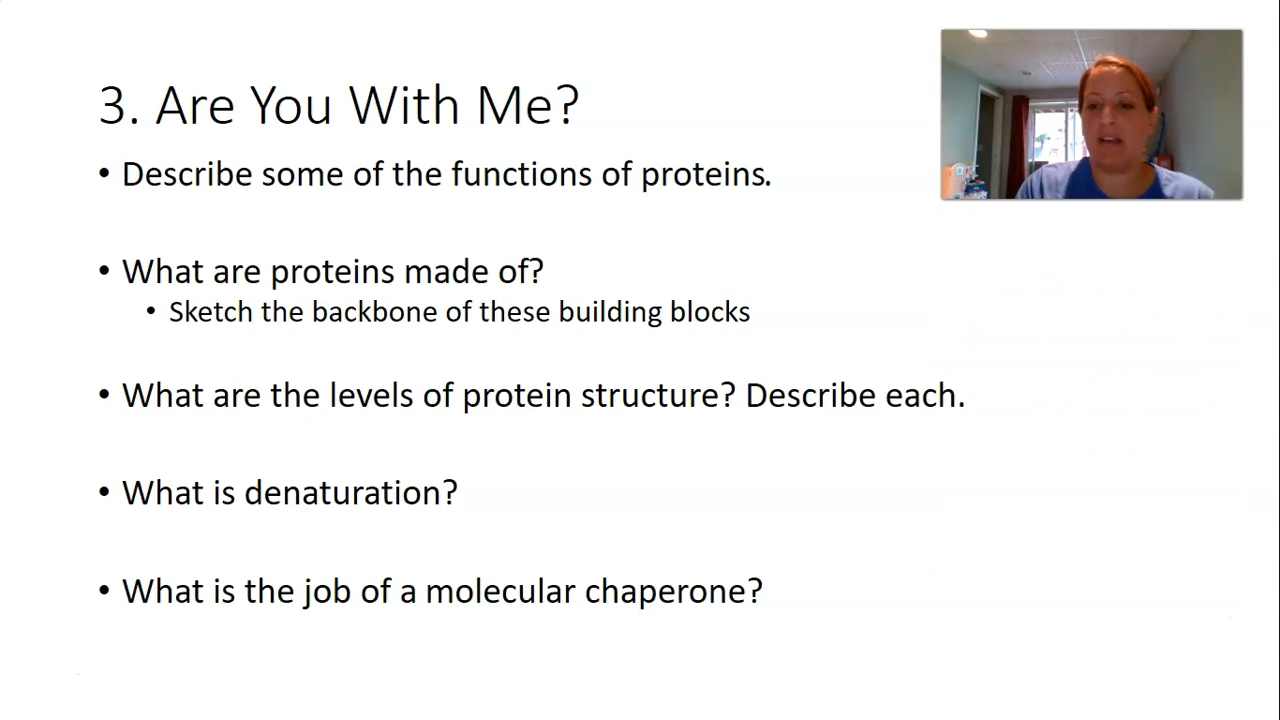 3. Are You With Me?
• Describe some of the functions of proteins.
• What are proteins made of?
• Sketch the backbone of these building blocks
• What are the levels of protein structure? Describe each.
• What is denaturation?
• What is the job of a molecular chaperone?